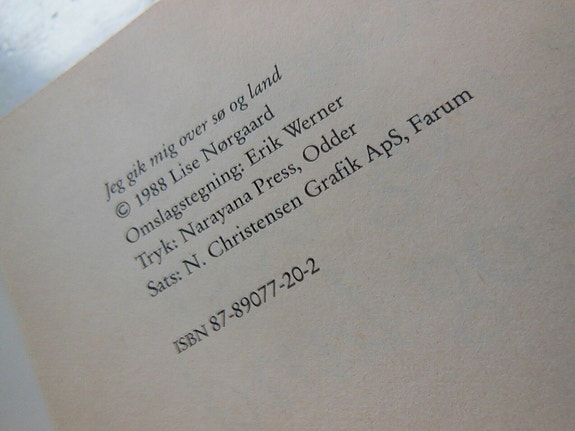 Jeg gik mig over sø og land
© 1988 Lise Nørgaard
Omslagstegning: Erik Werner
Tryk: Narayana Press, Odder
Sats: N. Christensen Grafik ApS, Farum
ISBN 87-89077-20-2